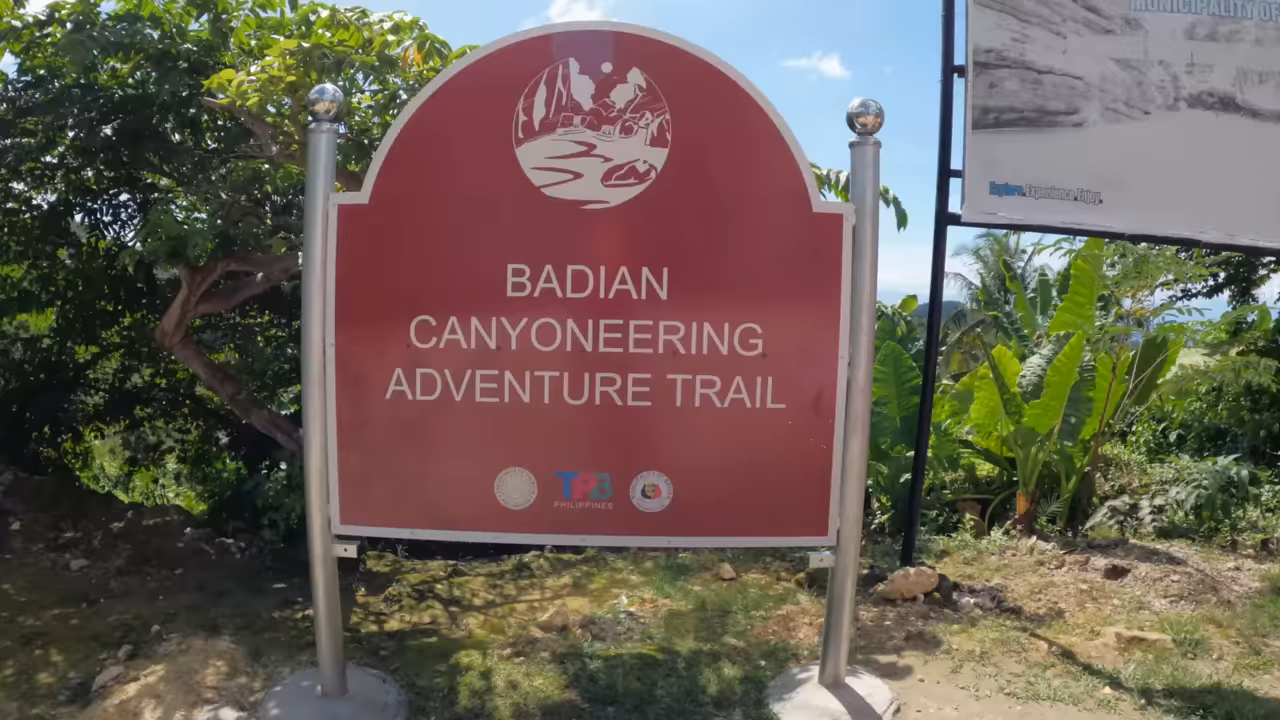 BADIAN
CANYONEERING
ADVENTURE TRAIL
TPB
PHILIPPINES
MUNICIPALITY OF
Explore. Experience. Enjoy.